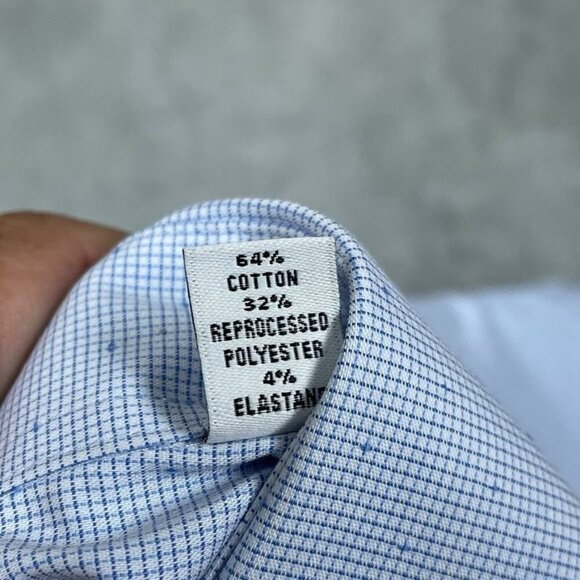 64%
COTTON
32%
REPROCESSED
POLYESTER
4%
ELASTANE